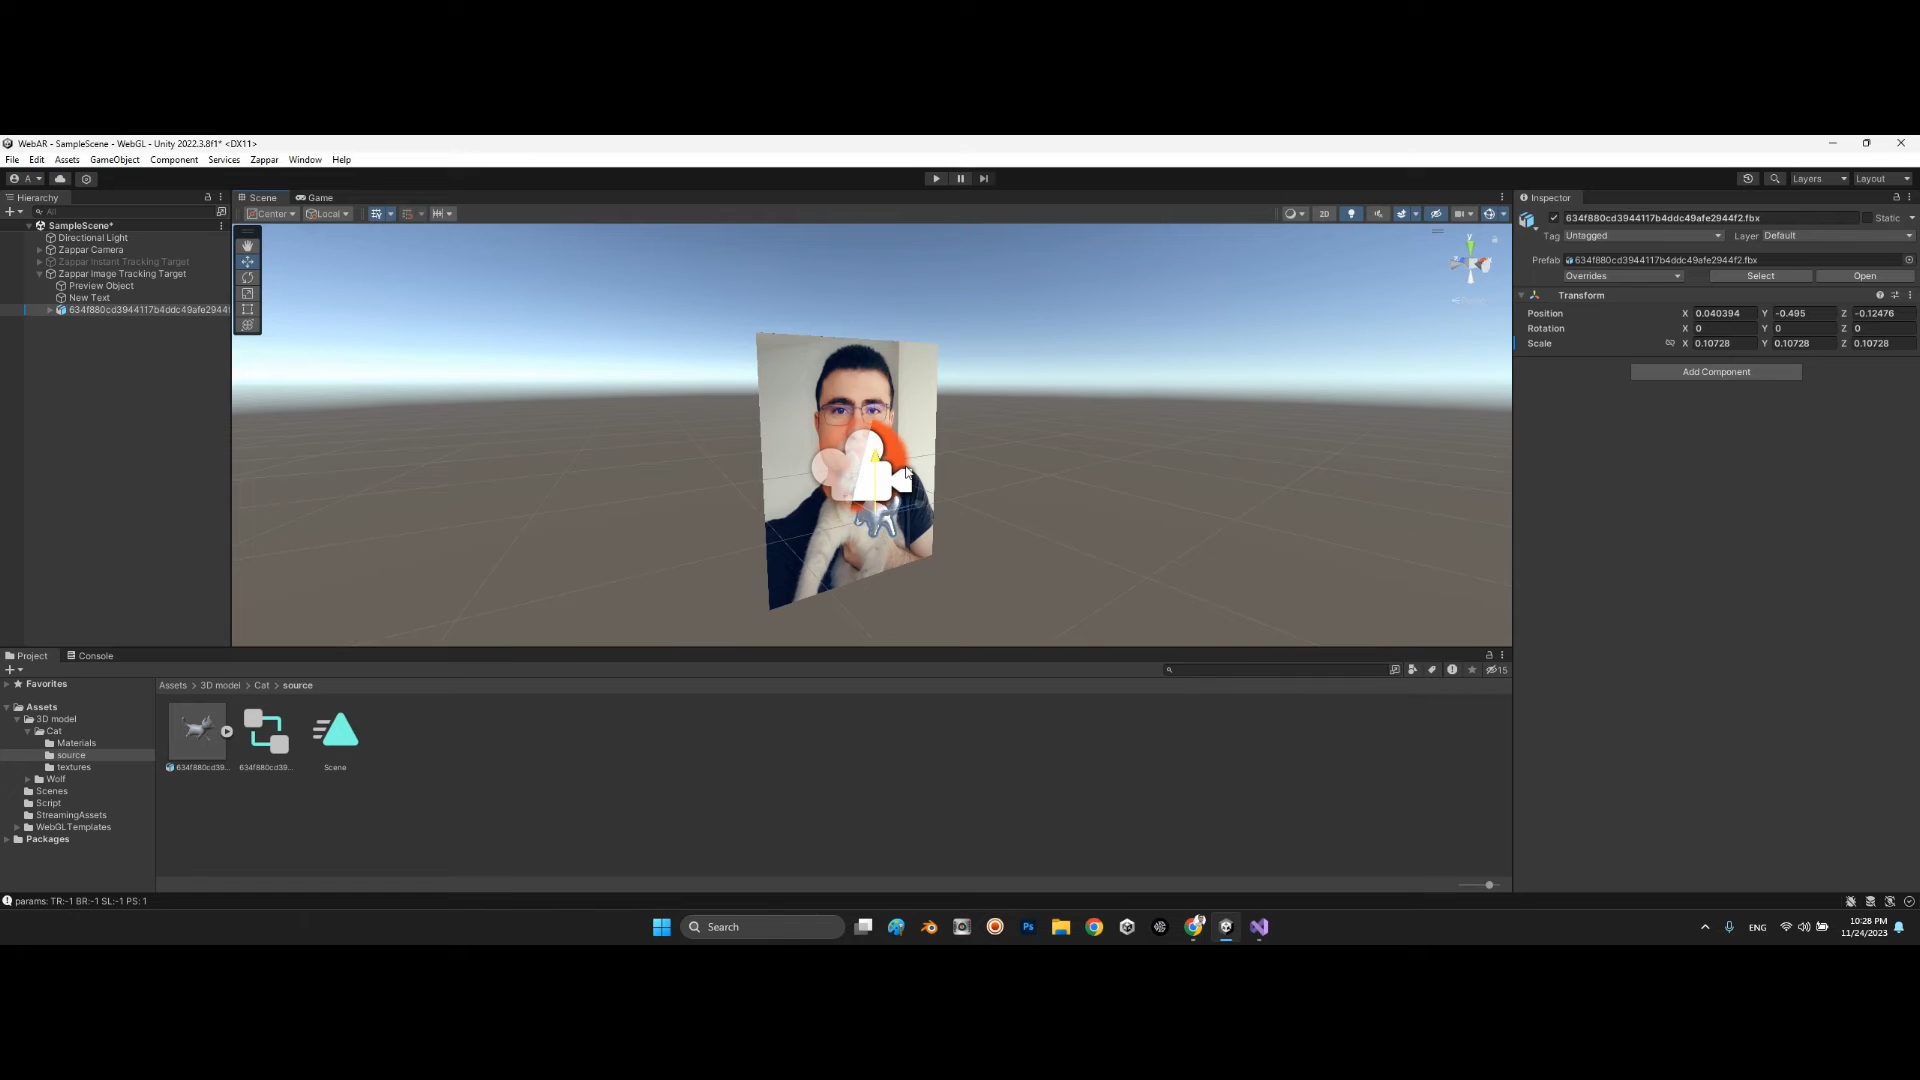 WebAR - SampleScene - WebGL - Unity 2022.3.8f1* <DX11>
File Edit Assets GameObject Component Services Zappar Window Help
A
Layers Layout
Hierarchy
All
SampleScene*
Directional Light
Zappar Camera
Zappar Instant Tracking Target
Zappar Image Tracking Target
Preview Object
New Text
634f880cd3944117b4ddc49afe2944f
Scene Game
Center Local
2D
y
Inspector
634f880cd3944117b4ddc49afe2944f2.fbx Static
Tag Untagged Layer Default
Prefab 634f880cd3944117b4ddc49afe2944f2.fbx
Overrides Select Open
Transform
Position X 0.040394 Y -0.495 Z -0.12476
Rotation X 0 Y 0 Z 0
Scale X 0.10728 Y 0.10728 Z 0.10728
Add Component
Project Console
15
Favorites
Assets
3D model
Cat
Materials
source
textures
Wolf
Scenes
Script
StreamingAssets
WebGLTemplates
Packages
Assets > 3D model > Cat > source
634f880cd39... 634f880cd39... Scene
params: TR:-1 BR:-1 SL:-1 PS: 1
Search
Ps
ENG
10:28 PM
11/24/2023